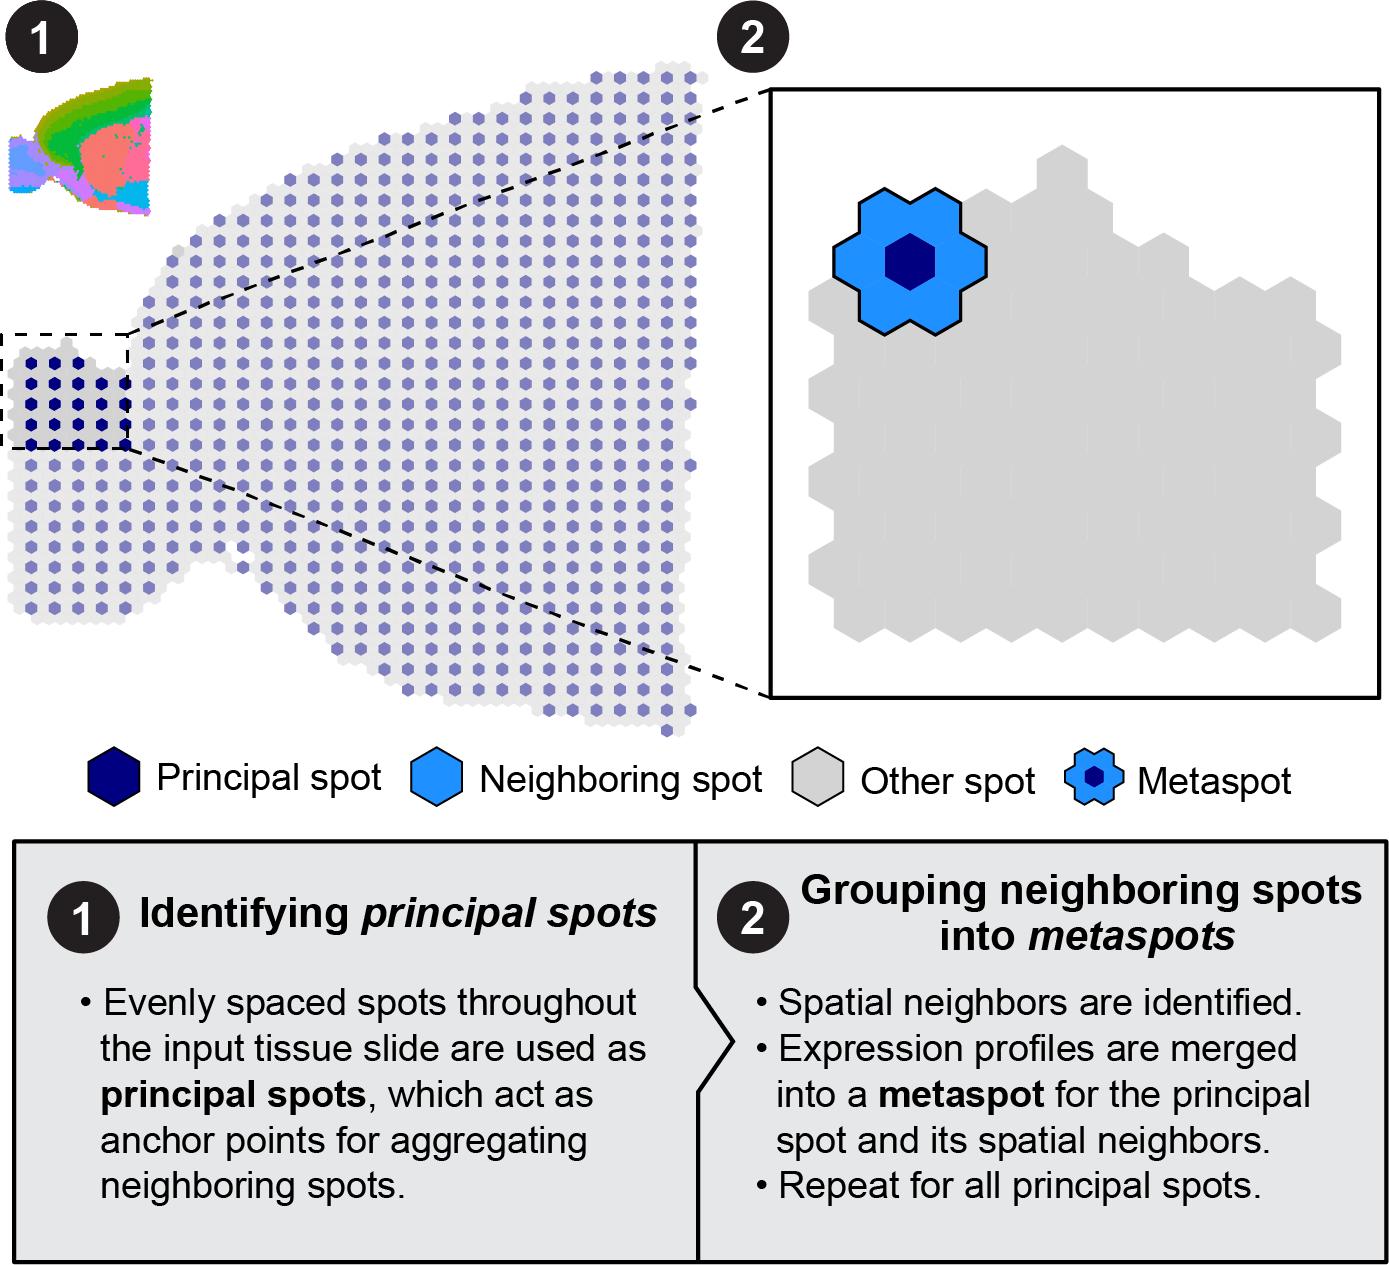 1
2
Principal spot
Neighboring spot
Other spot
Metaspot
1
Identifying principal spots
• Evenly spaced spots throughout
the input tissue slide are used as
principal spots, which act as
anchor points for aggregating
neighboring spots.
2
Grouping neighboring spots
into metaspots
• Spatial neighbors are identified.
• Expression profiles are merged
into a metaspot for the principal
spot and its spatial neighbors.
• Repeat for all principal spots.